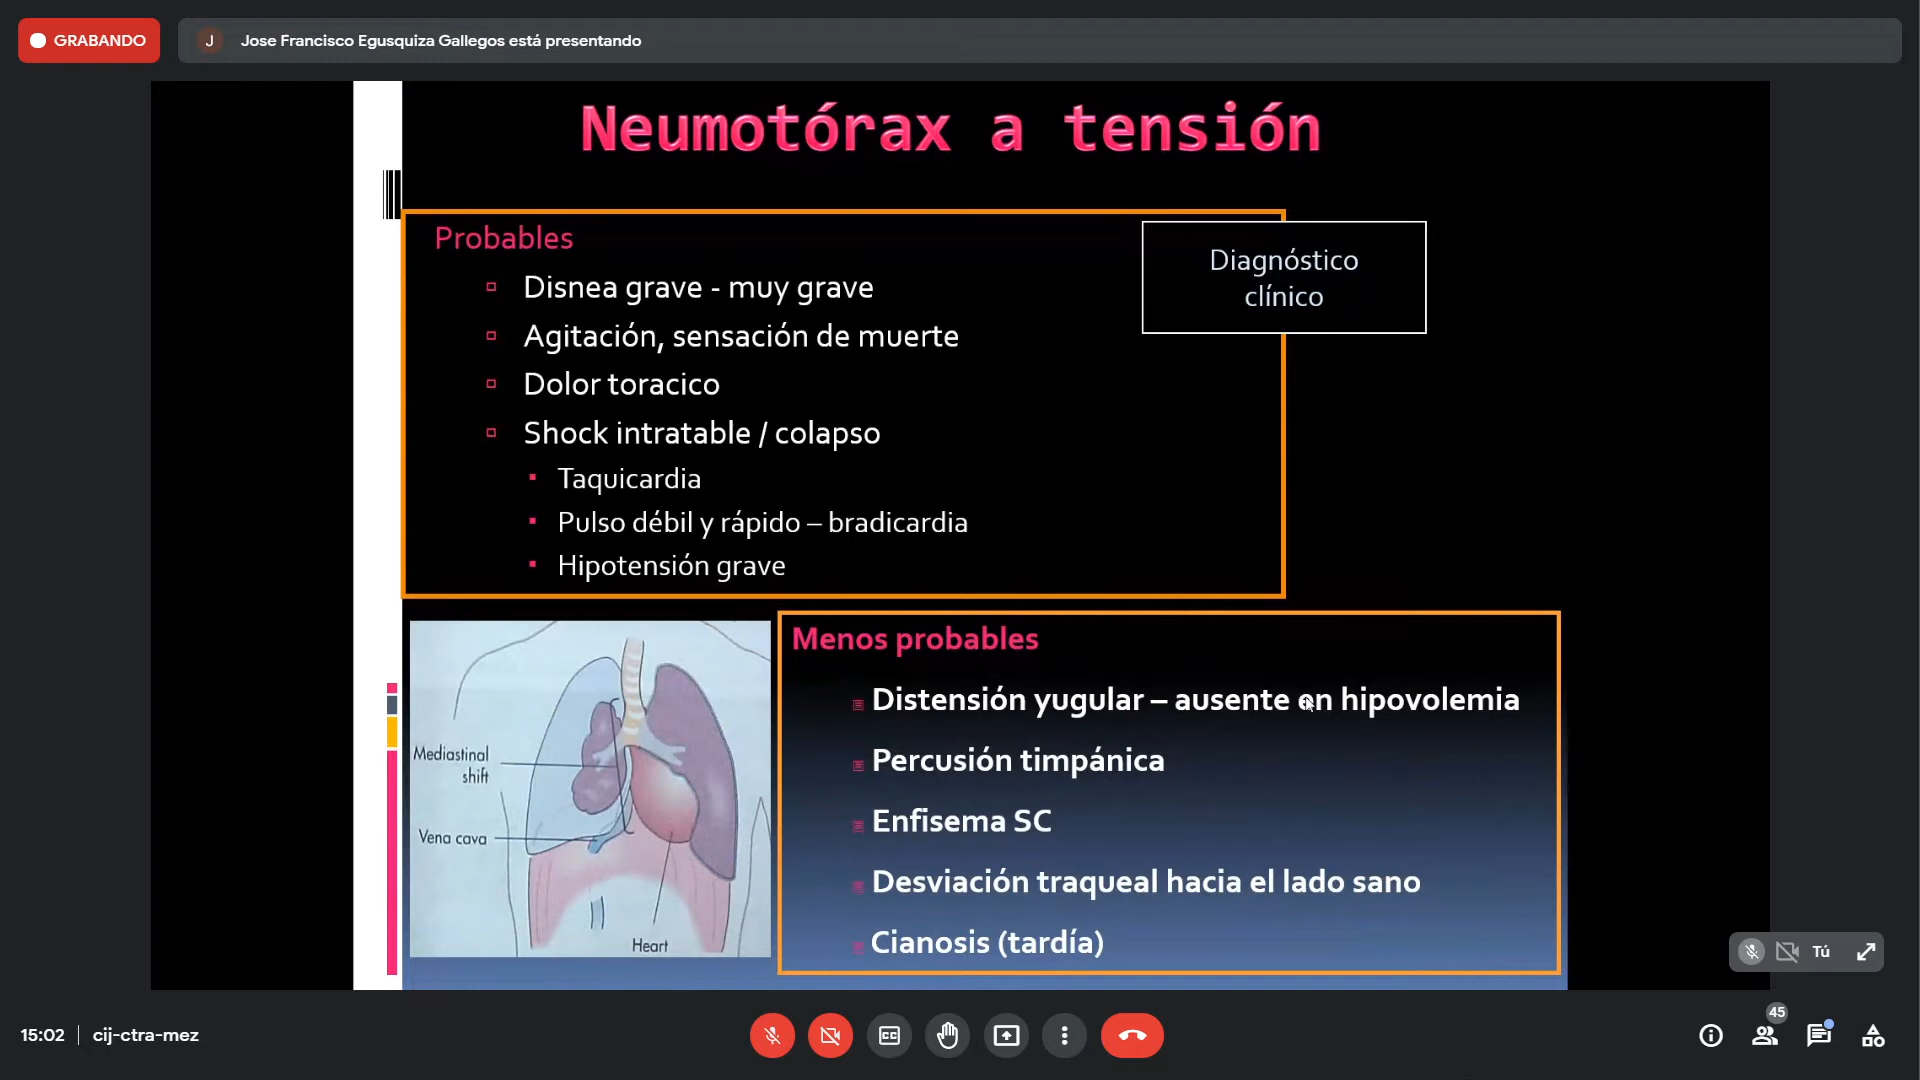 GRABANDO
J
Jose Francisco Egusquiza Gallegos está presentando
Neumotórax a tensión
Probables
Disnea grave - muy grave
Agitación, sensación de muerte
Dolor toracico
Shock intratable / colapso
Taquicardia
Pulso débil y rápido – bradicardia
Hipotensión grave
Diagnóstico
clínico
Mediastinal
shift
Vena cava
Heart
Menos probables
Distensión yugular – ausente en hipovolemia
Percusión timpánica
Enfisema SC
Desviación traqueal hacia el lado sano
Cianosis (tardía)
Tú
15:02
cij-ctra-mez
CC
45